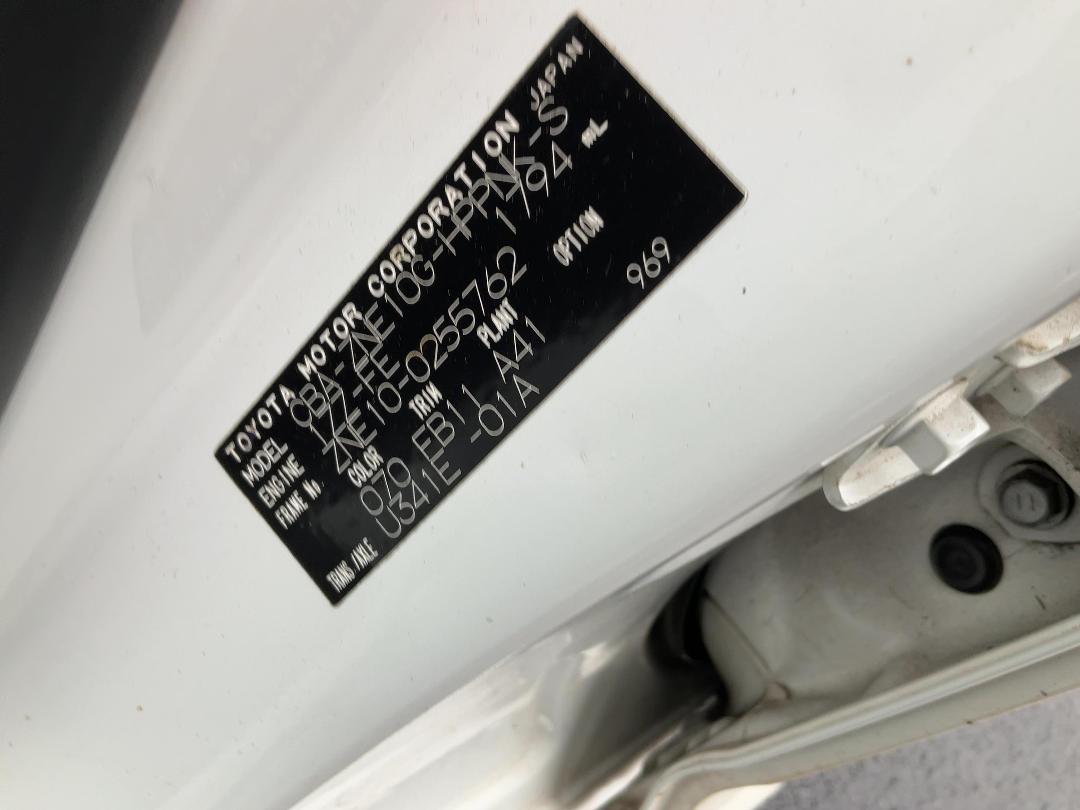 TOYOTA MOTOR CORPORATION JAPAN
MODEL CBA-ZNE10G-HPPNK-S
ENGINE 1ZZ-FE 1794 mL
FRAME No. ZNE10-0255762
COLOR TRIM PLANT OPTION
070 FB11 A41 969
TRANS/AXLE U341E -01A